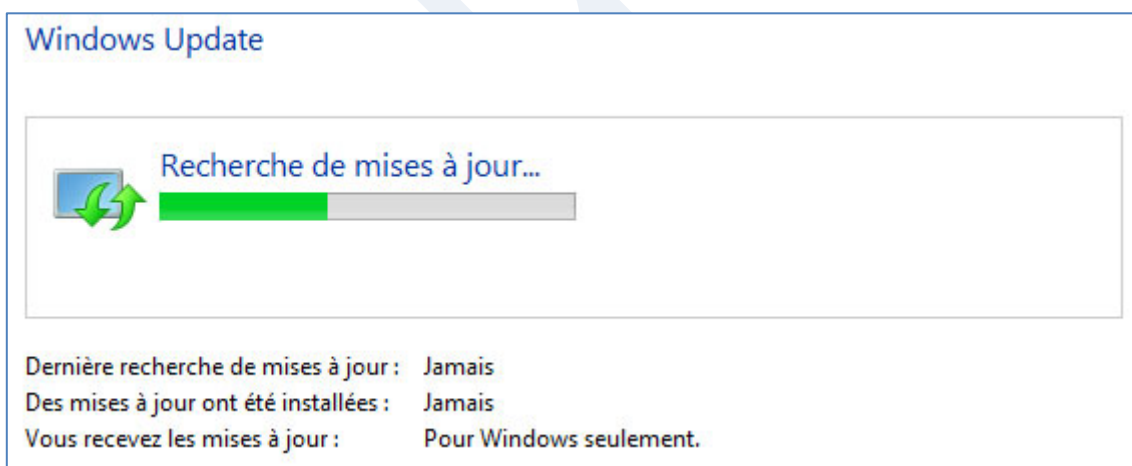 Windows Update
Recherche de mises à jour...
Dernière recherche de mises à jour : Jamais
Des mises à jour ont été installées : Jamais
Vous recevez les mises à jour : Pour Windows seulement.